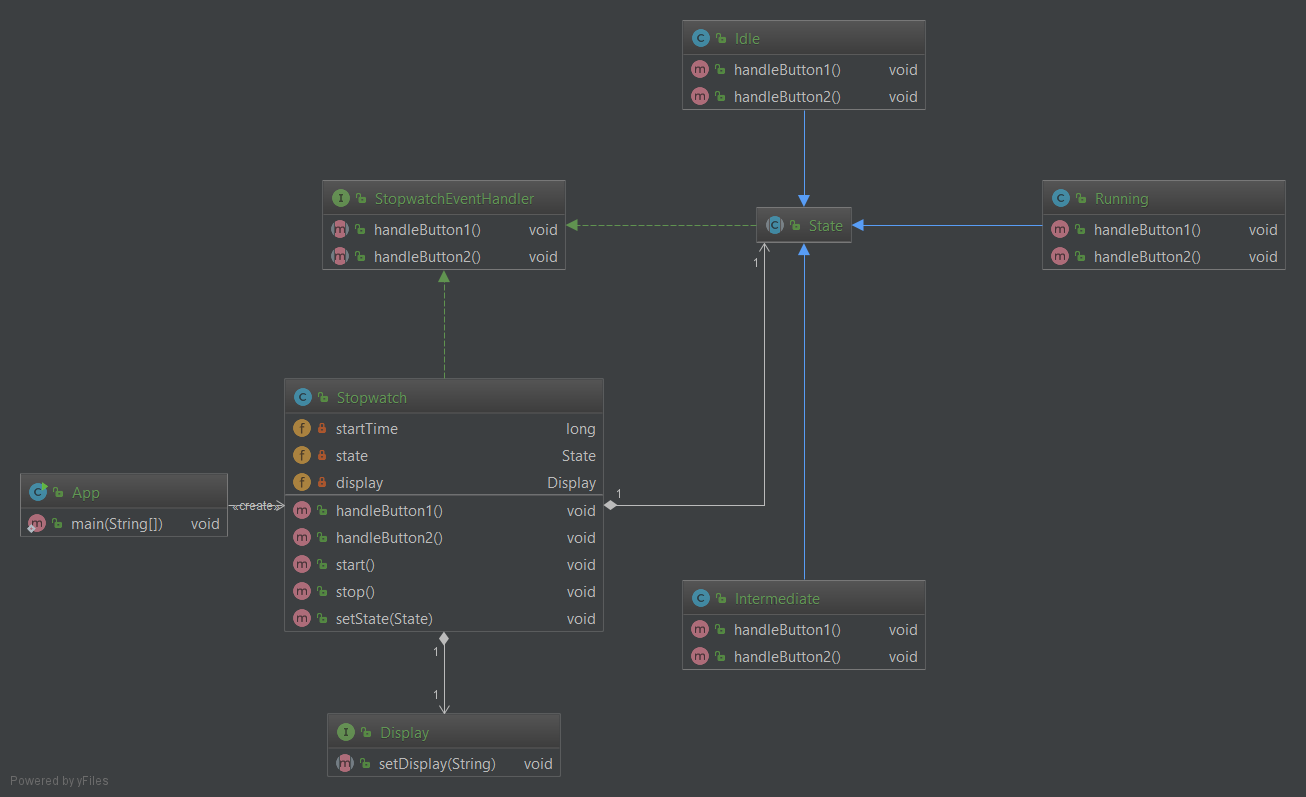 Idle
handleButton1() void
handleButton2() void
StopwatchEventHandler
handleButton1() void
handleButton2() void
State
Running
handleButton1() void
handleButton2() void
1
Stopwatch
startTime long
state State
display Display
handleButton1() void
handleButton2() void
start() void
stop() void
setState(State) void
1
App
main(String[]) void
«create»
Intermediate
handleButton1() void
handleButton2() void
1
1
Display
setDisplay(String) void
Powered by yFiles